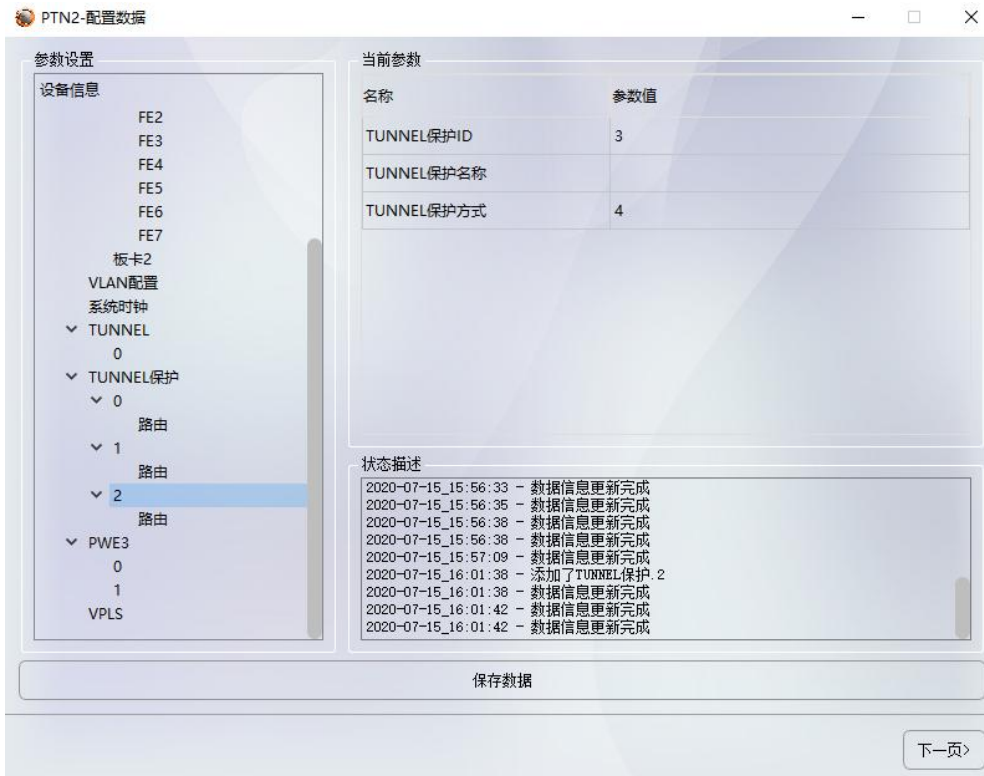 PTN2-配置数据
参数设置
设备信息
FE2
FE3
FE4
FE5
FE6
FE7
板卡2
VLAN配置
系统时钟
TUNNEL
0
TUNNEL保护
0
路由
1
路由
2
路由
PWE3
0
1
VPLS
当前参数
名称 参数值
TUNNEL保护ID 3
TUNNEL保护名称
TUNNEL保护方式 4
状态描述
2020-07-15_15:56:33 - 数据信息更新完成
2020-07-15_15:56:35 - 数据信息更新完成
2020-07-15_15:56:38 - 数据信息更新完成
2020-07-15_15:56:38 - 数据信息更新完成
2020-07-15_15:57:09 - 数据信息更新完成
2020-07-15_16:01:38 - 添加了TUNNEL保护.2
2020-07-15_16:01:38 - 数据信息更新完成
2020-07-15_16:01:42 - 数据信息更新完成
2020-07-15_16:01:42 - 数据信息更新完成
保存数据
下一页>